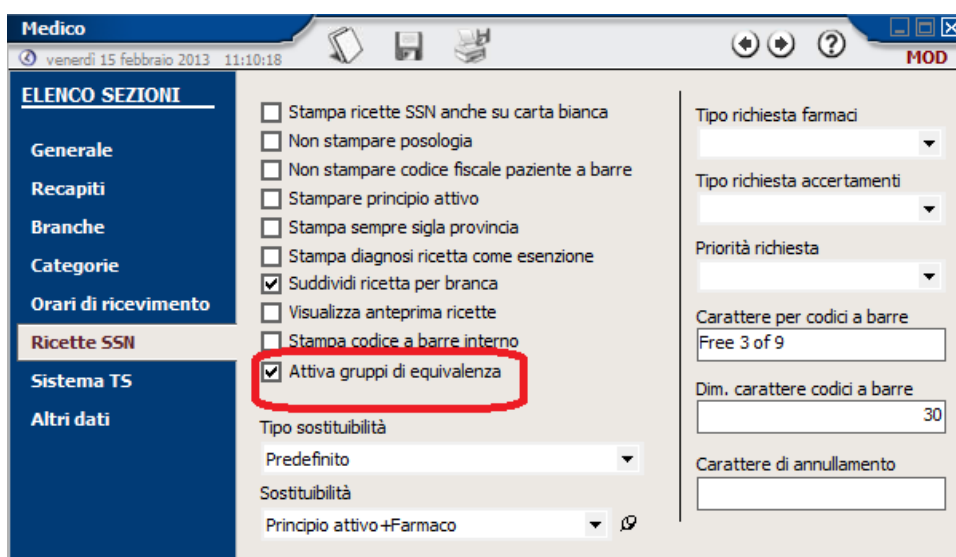 Medico
venerdì 15 febbraio 2013 11:10:18
MOD
ELENCO SEZIONI
Generale
Recapiti
Branche
Categorie
Orari di ricevimento
Ricette SSN
Sistema TS
Altri dati
Stampa ricette SSN anche su carta bianca
Non stampare posologia
Non stampare codice fiscale paziente a barre
Stampare principio attivo
Stampa sempre sigla provincia
Stampa diagnosi ricetta come esenzione
Suddividi ricetta per branca
Visualizza anteprima ricette
Stampa codice a barre interno
Attiva gruppi di equivalenza
Tipo sostituibilità
Predefinito
Sostituibilità
Principio attivo+Farmaco
Tipo richiesta farmaci
Tipo richiesta accertamenti
Priorità richiesta
Carattere per codici a barre
Free 3 of 9
Dim. carattere codici a barre
30
Carattere di annullamento